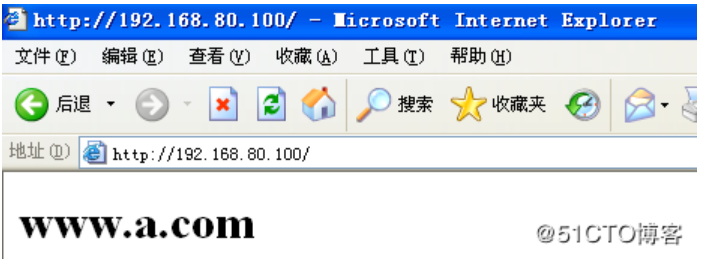 http://192.168.80.100/ - Microsoft Internet Explorer
文件(F) 编辑(E) 查看(V) 收藏(A) 工具(T) 帮助(H)
后退 搜索 收藏夹
地址(D) http://192.168.80.100/
www.a.com
@51CTO博客